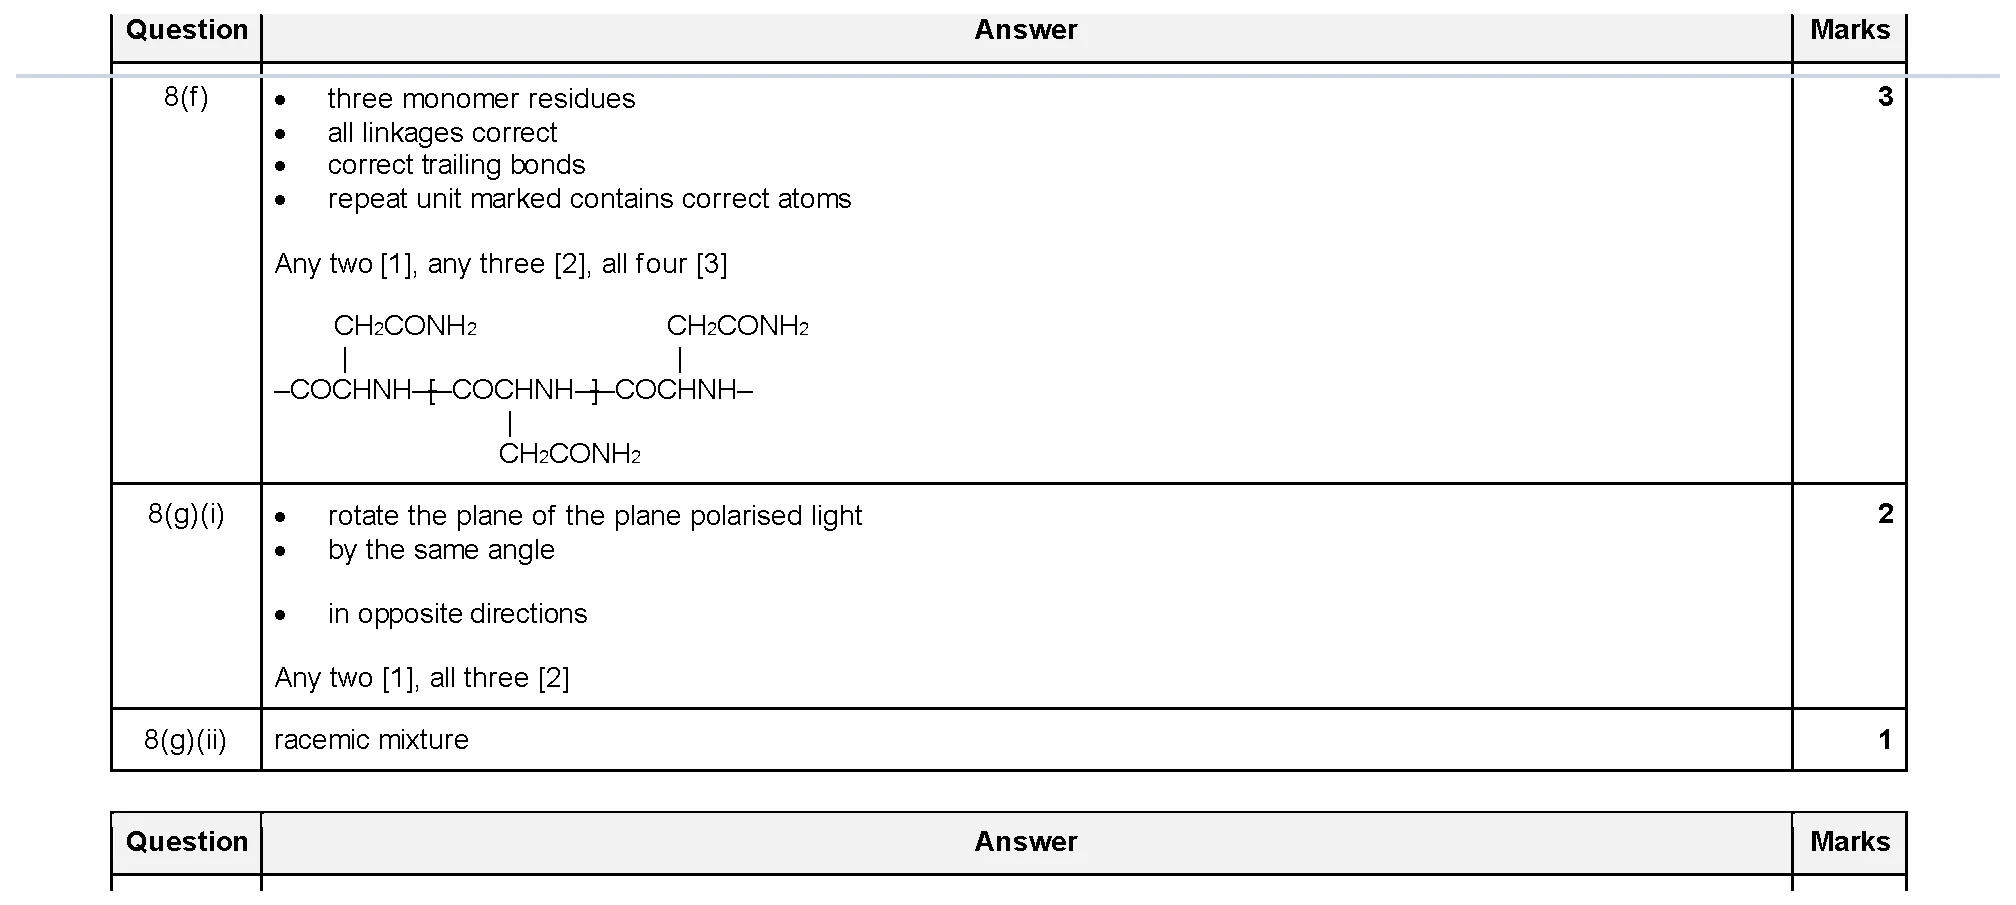 Question Answer Marks
8(f) • three monomer residues 3
• all linkages correct
• correct trailing bonds
• repeat unit marked contains correct atoms
Any two [1], any three [2], all four [3]
CH2CONH2 CH2CONH2
| |
–COCHNH–[–COCHNH–]–COCHNH–
|
CH2CONH2
8(g)(i) • rotate the plane of the plane polarised light 2
• by the same angle
• in opposite directions
Any two [1], all three [2]
8(g)(ii) racemic mixture 1
Question Answer Marks